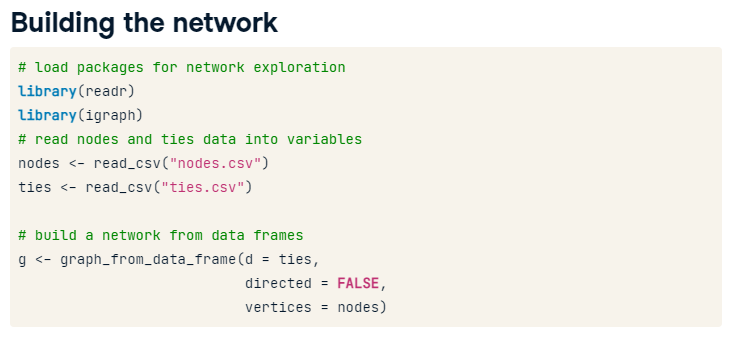 Building the network
# load packages for network exploration
library(readr)
library(igraph)
# read nodes and ties data into variables
nodes <- read_csv("nodes.csv")
ties <- read_csv("ties.csv")
# build a network from data frames
g <- graph_from_data_frame(d = ties,
directed = FALSE,
vertices = nodes)